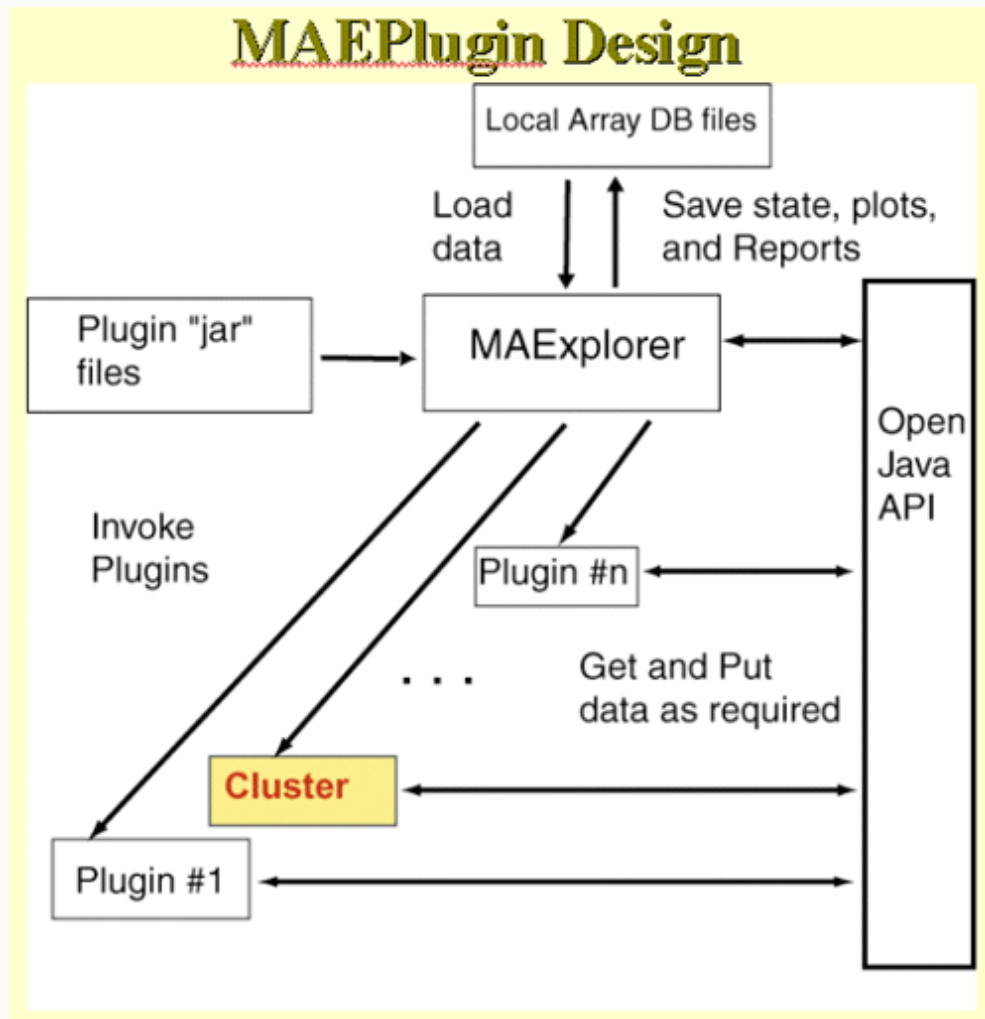 MAEPlugin Design
Local Array DB files
Load
data
Save state, plots,
and Reports
Plugin "jar"
files
MAExplorer
Open
Java
API
Invoke
Plugins
Plugin #n
. . .
Get and Put
data as required
Cluster
Plugin #1